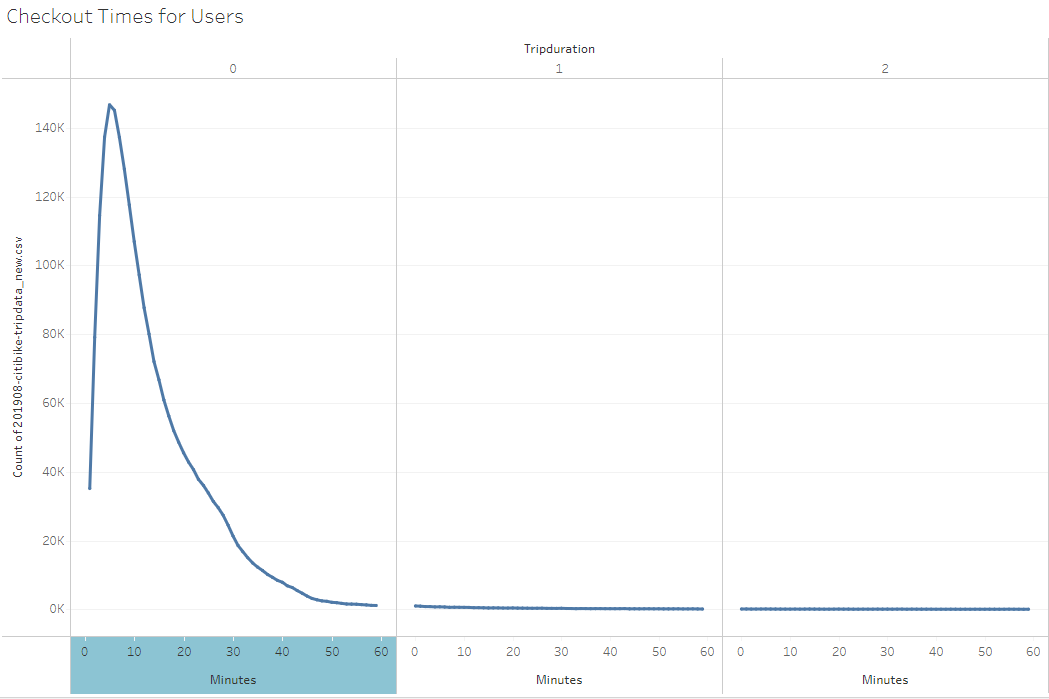 Checkout Times for Users
Tripduration
0 1 2
Count of 201908-citibike-tripdata_new.csv
140K
120K
100K
80K
60K
40K
20K
0K
0 10 20 30 40 50 60 0 10 20 30 40 50 60 0 10 20 30 40 50 60
Minutes Minutes Minutes